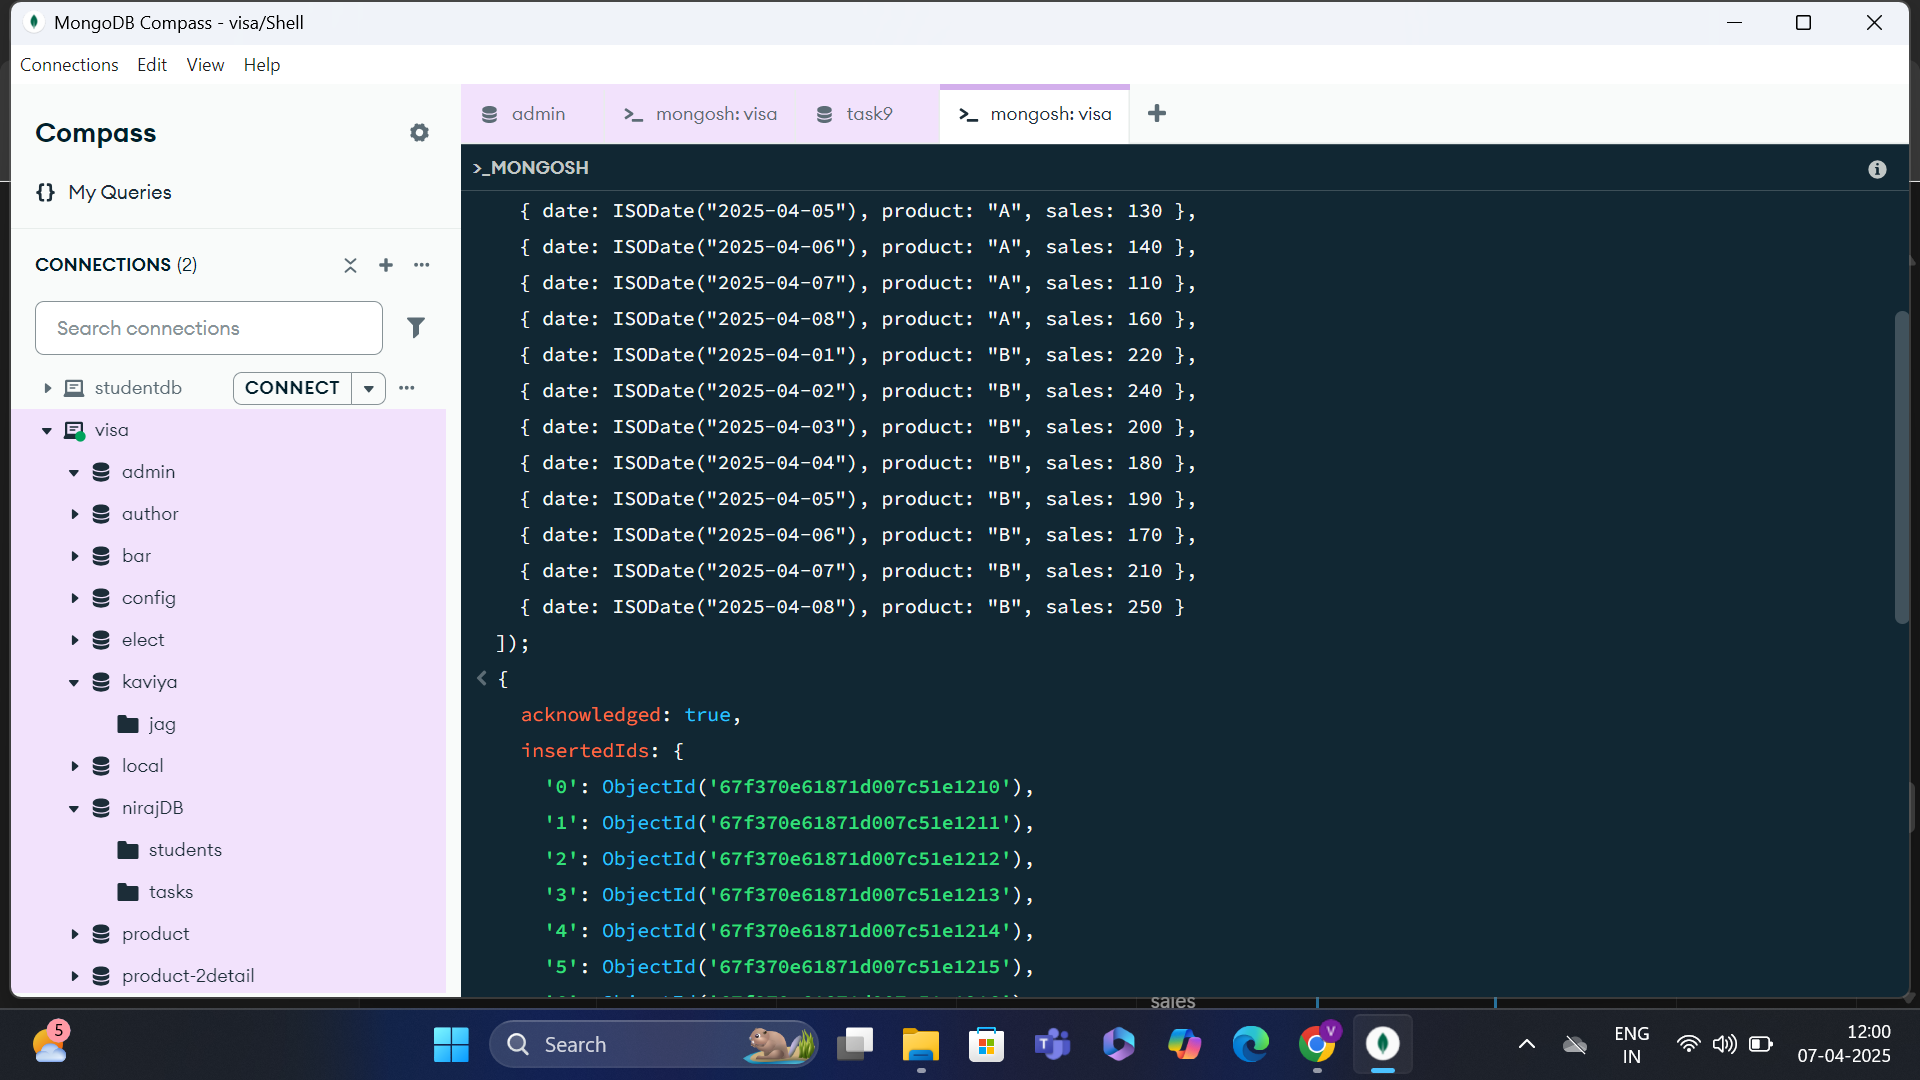 MongoDB Compass - visa/Shell
Connections Edit View Help
Compass
{} My Queries
CONNECTIONS (2)
Search connections
studentdb CONNECT
visa
admin
author
bar
config
elect
kaviya
jag
local
nirajDB
students
tasks
product
product-2detail
admin >_ mongosh: visa task9 >_ mongosh: visa
>_MONGOSH
{ date: ISODate("2025-04-05"), product: "A", sales: 130 },
{ date: ISODate("2025-04-06"), product: "A", sales: 140 },
{ date: ISODate("2025-04-07"), product: "A", sales: 110 },
{ date: ISODate("2025-04-08"), product: "A", sales: 160 },
{ date: ISODate("2025-04-01"), product: "B", sales: 220 },
{ date: ISODate("2025-04-02"), product: "B", sales: 240 },
{ date: ISODate("2025-04-03"), product: "B", sales: 200 },
{ date: ISODate("2025-04-04"), product: "B", sales: 180 },
{ date: ISODate("2025-04-05"), product: "B", sales: 190 },
{ date: ISODate("2025-04-06"), product: "B", sales: 170 },
{ date: ISODate("2025-04-07"), product: "B", sales: 210 },
{ date: ISODate("2025-04-08"), product: "B", sales: 250 }
]);
{
acknowledged: true,
insertedIds: {
'0': ObjectId('67f370e61871d007c51e1210'),
'1': ObjectId('67f370e61871d007c51e1211'),
'2': ObjectId('67f370e61871d007c51e1212'),
'3': ObjectId('67f370e61871d007c51e1213'),
'4': ObjectId('67f370e61871d007c51e1214'),
'5': ObjectId('67f370e61871d007c51e1215'),
sales
5
Search
V
ENG
IN
12:00
07-04-2025